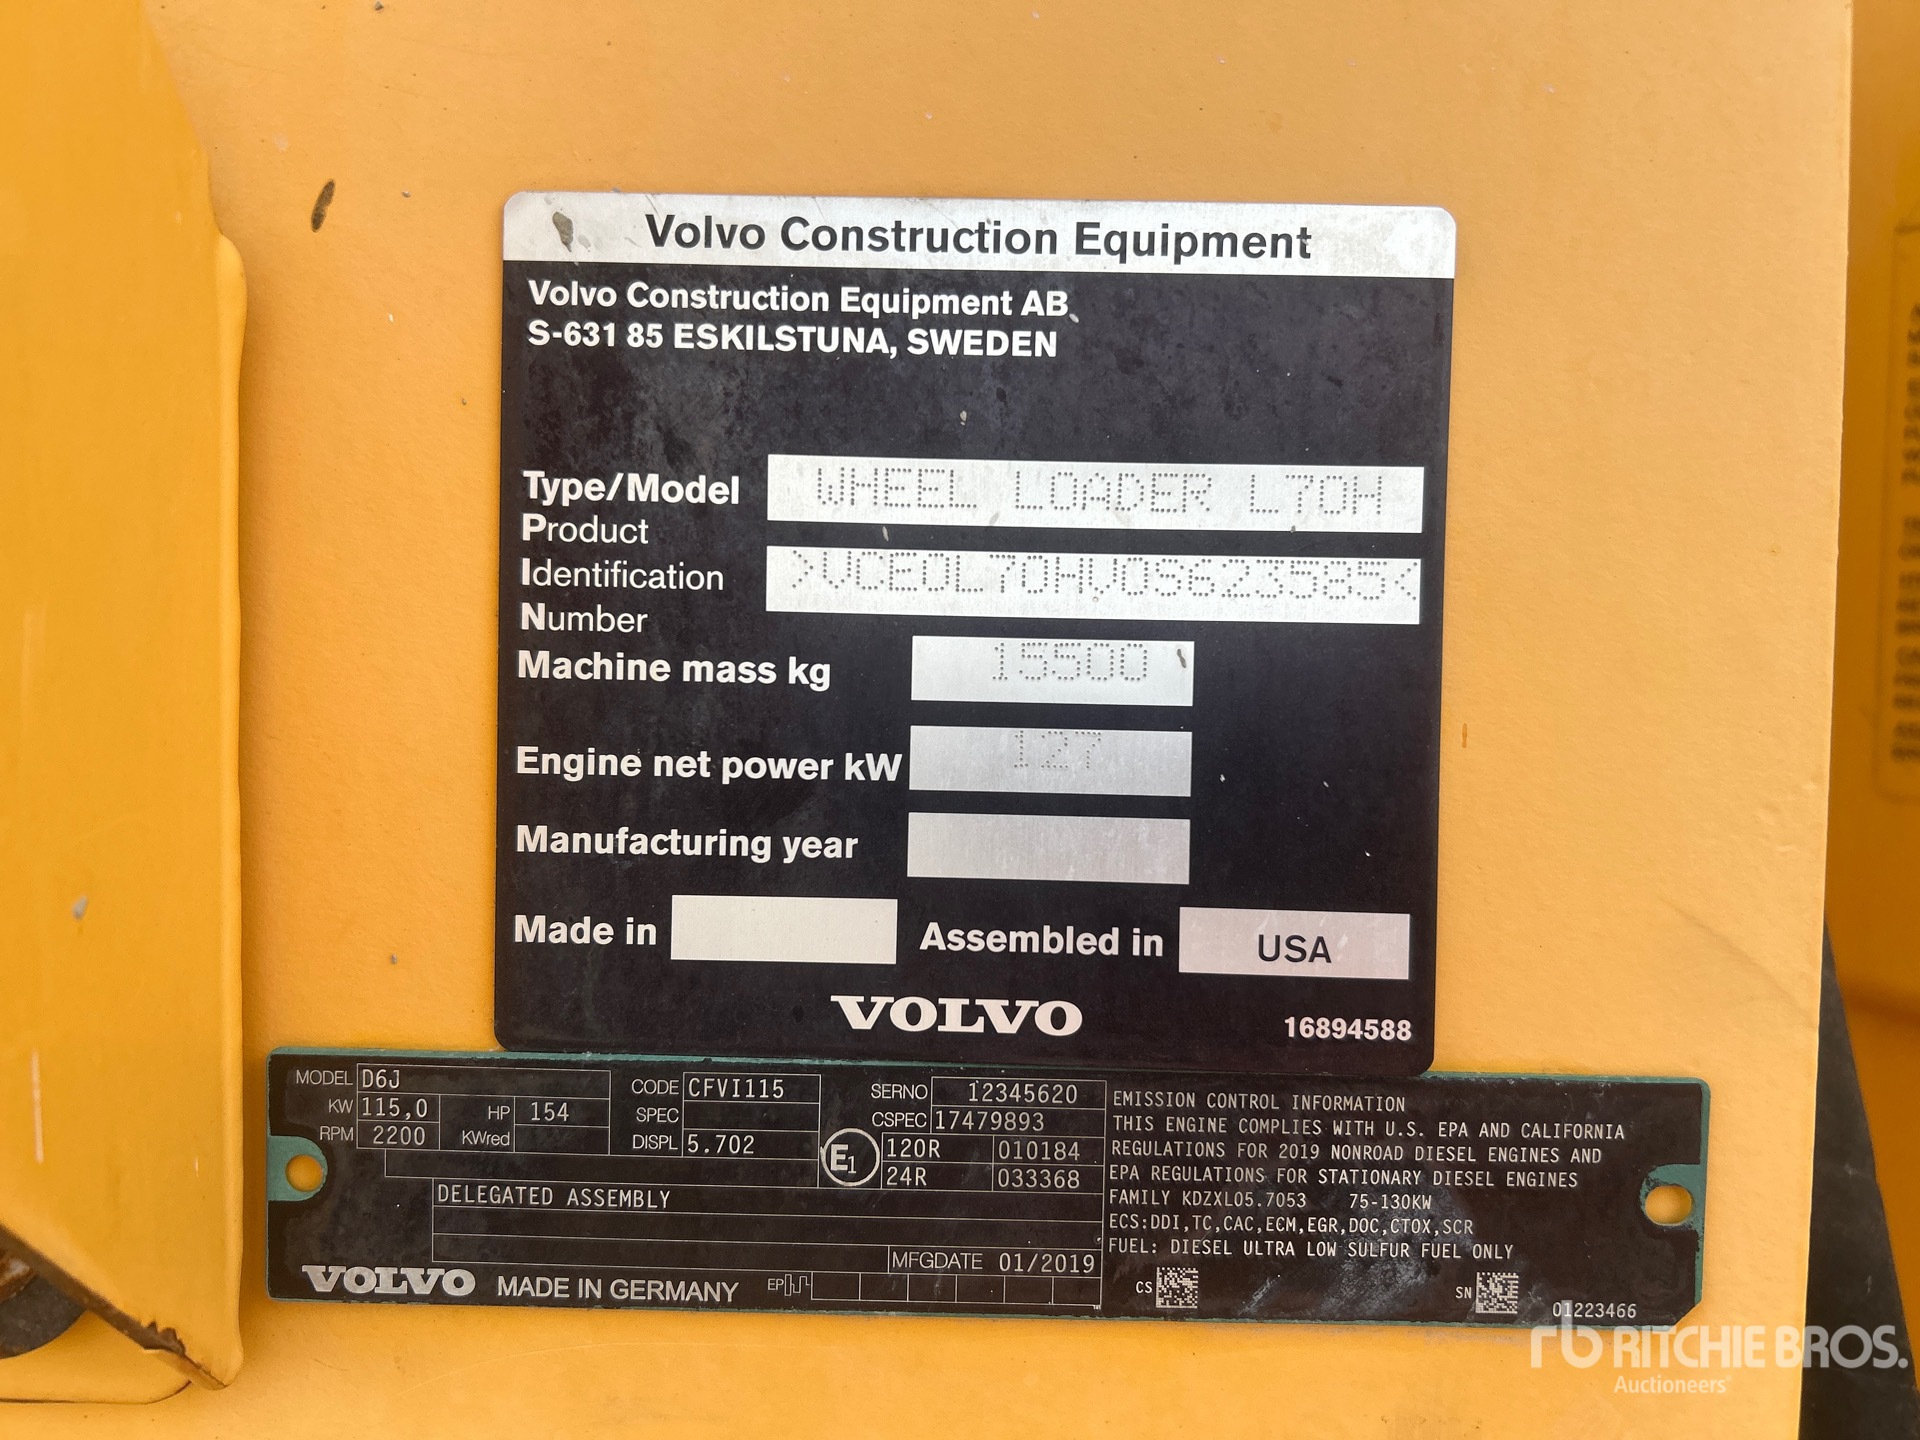 Volvo Construction Equipment
Volvo Construction Equipment AB
S-631 85 ESKILSTUNA, SWEDEN
Type/Model WHEEL LOADER L70H
Product
Identification
Number
>VCE0L70HV0S623585<
Machine mass kg 15500
Engine net power kW 127
Manufacturing year
Made in
Assembled in USA
VOLVO
16894588
MODEL D6J
KW 115,0 HP 154
RPM 2200 KWred
CODE CFVI115
SPEC
DISPL 5.702
SERNO 12345620
CSPEC 17479893
E1 120R 010184
24R 033368
DELEGATED ASSEMBLY
MFGDATE 01/2019
VOLVO MADE IN GERMANY
EP
EMISSION CONTROL INFORMATION
THIS ENGINE COMPLIES WITH U.S. EPA AND CALIFORNIA
REGULATIONS FOR 2019 NONROAD DIESEL ENGINES AND
EPA REGULATIONS FOR STATIONARY DIESEL ENGINES
FAMILY KDZXL05.7053 75-130KW
ECS:DDI,TC,CAC,ECM,EGR,DOC,CTOX,SCR
FUEL: DIESEL ULTRA LOW SULFUR FUEL ONLY
CS
SN
01223466
rb RITCHIE BROS.
Auctioneers